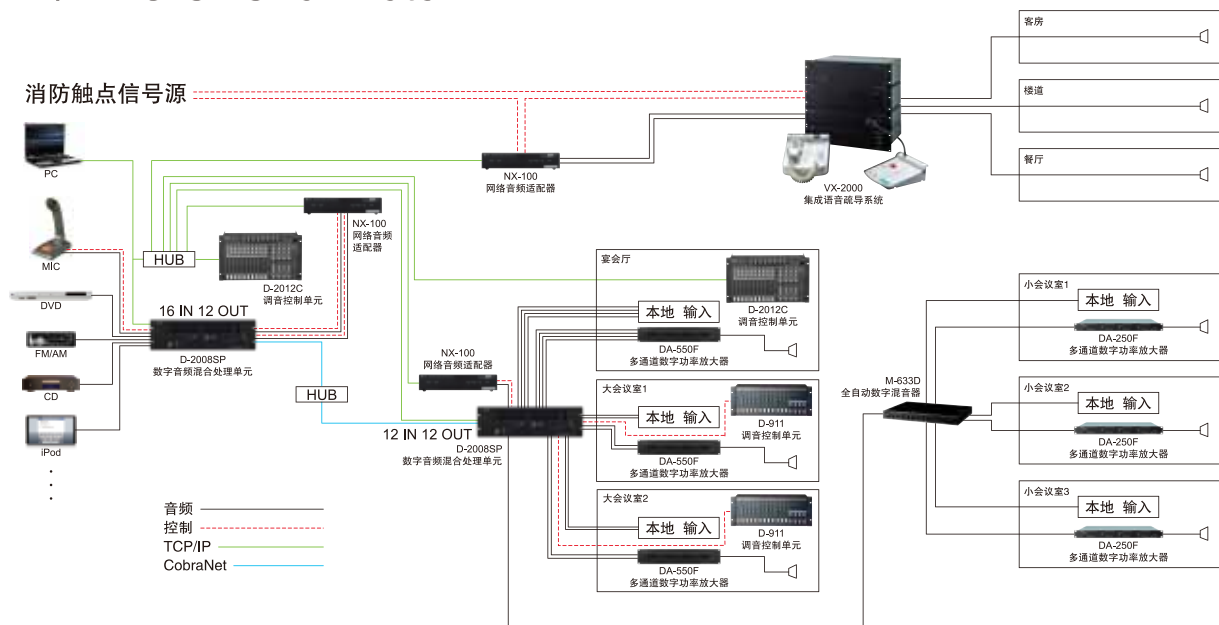 消防触点信号源
PC
MIC
DVD
FM/AM
CD
iPod
HUB
16 IN 12 OUT
D-2008SP
数字音频混合处理单元
D-2012C
调音控制单元
NX-100
网络音频
适配器
NX-100
网络音频适配器
VX-2000
集成语音疏导系统
客房
楼道
餐厅
HUB
NX-100
网络音频适配器
12 IN 12 OUT
D-2008SP
数字音频混合处理单元
宴会厅
D-2012C
调音控制单元
本地 输入
DA-550F
多通道数字功率放大器
大会议室1
D-911
调音控制单元
本地 输入
DA-550F
多通道数字功率放大器
大会议室2
D-911
调音控制单元
本地 输入
DA-550F
多通道数字功率放大器
M-633D
全自动数字混音器
小会议室1
本地 输入
DA-250F
多通道数字功率放大器
小会议室2
本地 输入
DA-250F
多通道数字功率放大器
小会议室3
本地 输入
DA-250F
多通道数字功率放大器
音频
控制
TCP/IP
CobraNet